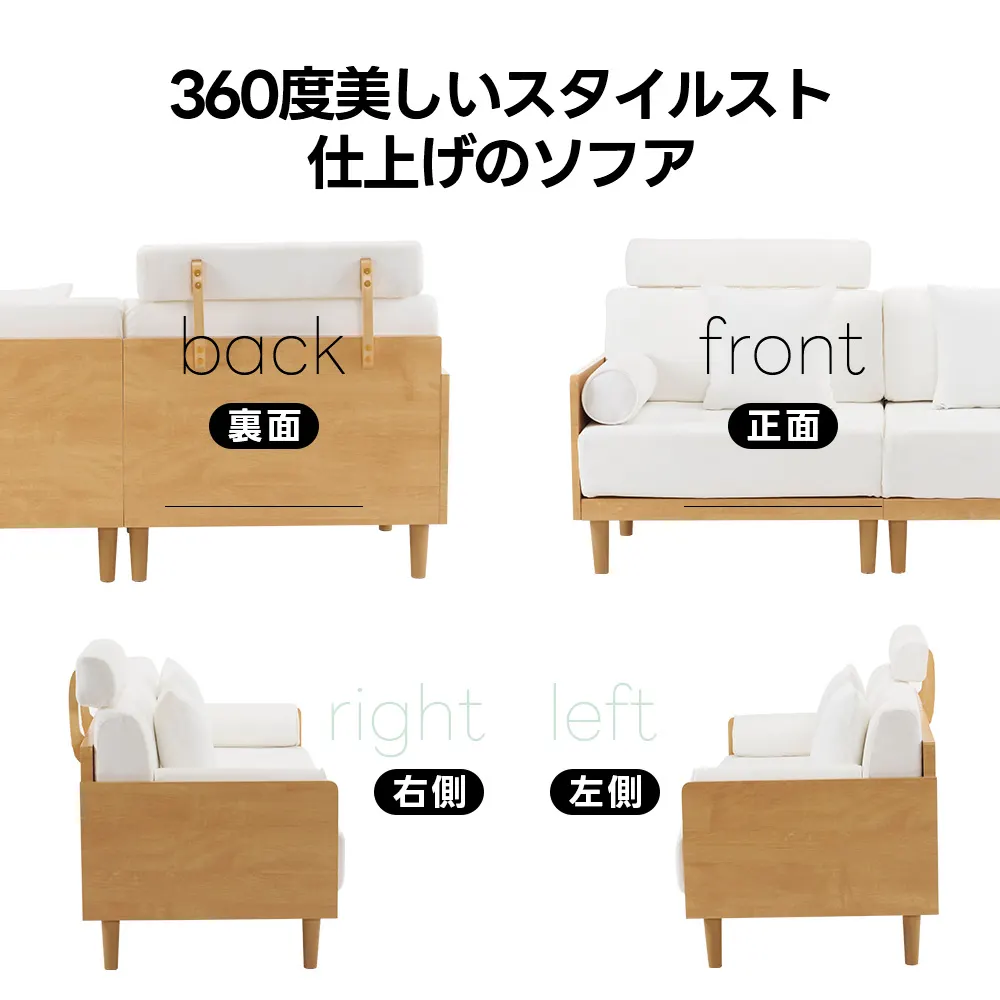 360度美しいスタイルスト
仕上げのソファ
back
裏面
front
正面
right
右側
left
左側